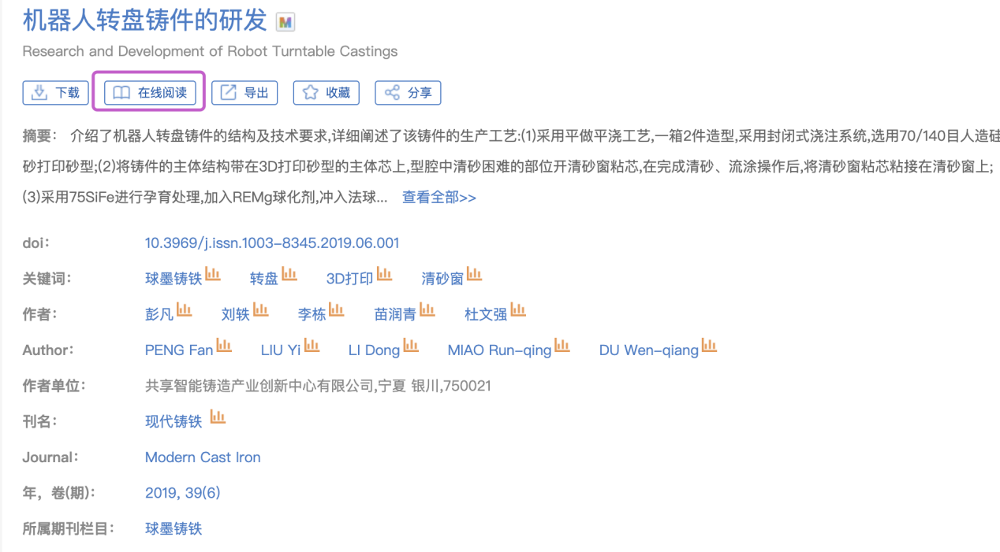 机器人转盘铸件的研发 M
Research and Development of Robot Turntable Castings
下载 在线阅读 导出 收藏 分享
摘要： 介绍了机器人转盘铸件的结构及技术要求,详细阐述了该铸件的生产工艺:(1)采用平做平浇工艺,一箱2件造型,采用封闭式浇注系统,选用70/140目人造硅
砂打印砂型;(2)将铸件的主体结构带在3D打印砂型的主体芯上,型腔中清砂困难的部位开清砂窗粘芯,在完成清砂、流涂操作后,将清砂窗粘芯粘接在清砂窗上;
(3)采用75SiFe进行孕育处理,加入REMg球化剂,冲入法球... 查看全部>>
doi： 10.3969/j.issn.1003-8345.2019.06.001
关键词： 球墨铸铁 转盘 3D打印 清砂窗
作者： 彭凡 刘轶 李栋 苗润青 杜文强
Author： PENG Fan LIU Yi LI Dong MIAO Run-qing DU Wen-qiang
作者单位： 共享智能铸造产业创新中心有限公司,宁夏 银川,750021
刊名： 现代铸铁
Journal： Modern Cast Iron
年，卷(期)： 2019, 39(6)
所属期刊栏目： 球墨铸铁